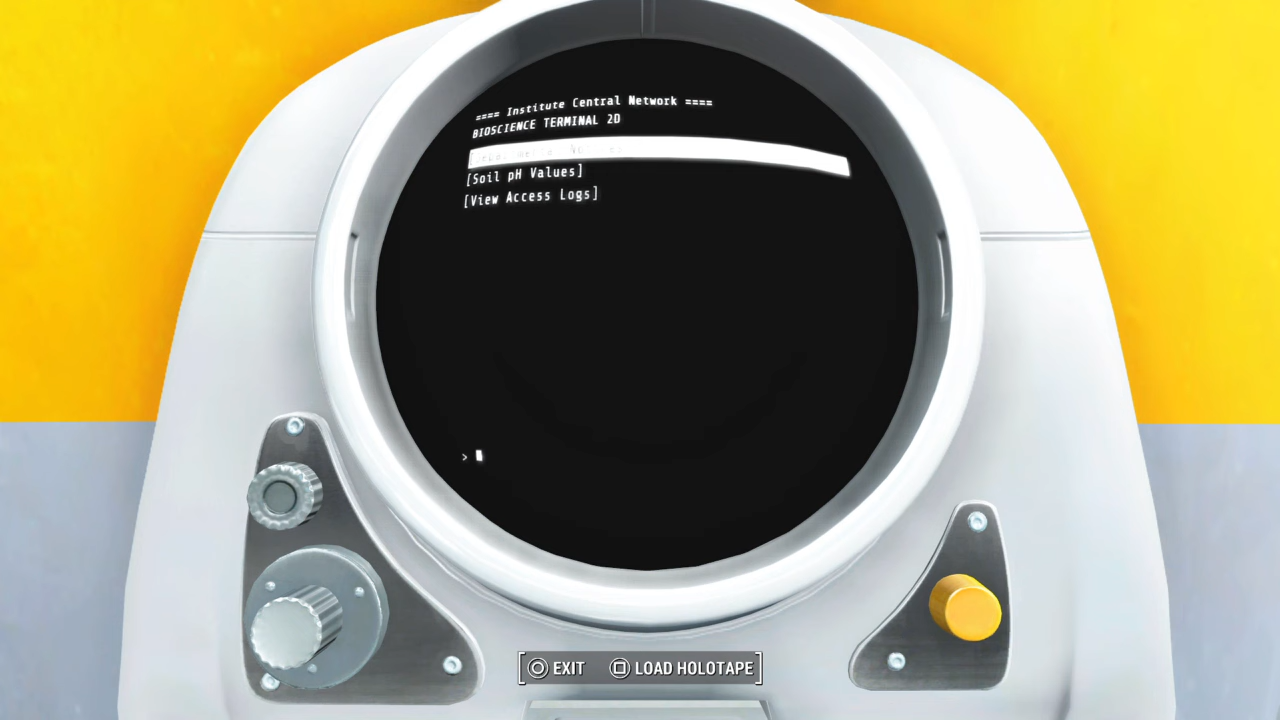 ==== Institute Central Network ====
BIOSCIENCE TERMINAL 2D
[Soil pH Values]
[View Access Logs]
>
EXIT LOAD HOLOTAPE